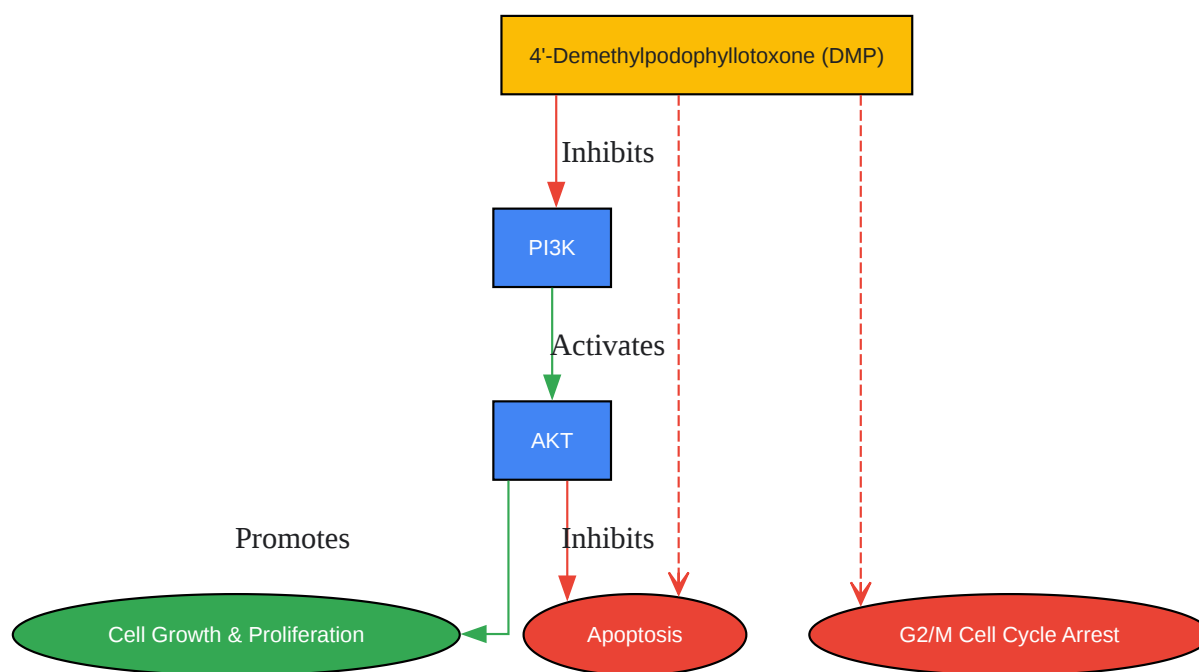 4'-Demethylpodophyllotoxone (DMP)
Inhibits
PI3K
Activates
AKT
Promotes
Inhibits
Cell Growth & Proliferation
Apoptosis
G2/M Cell Cycle Arrest